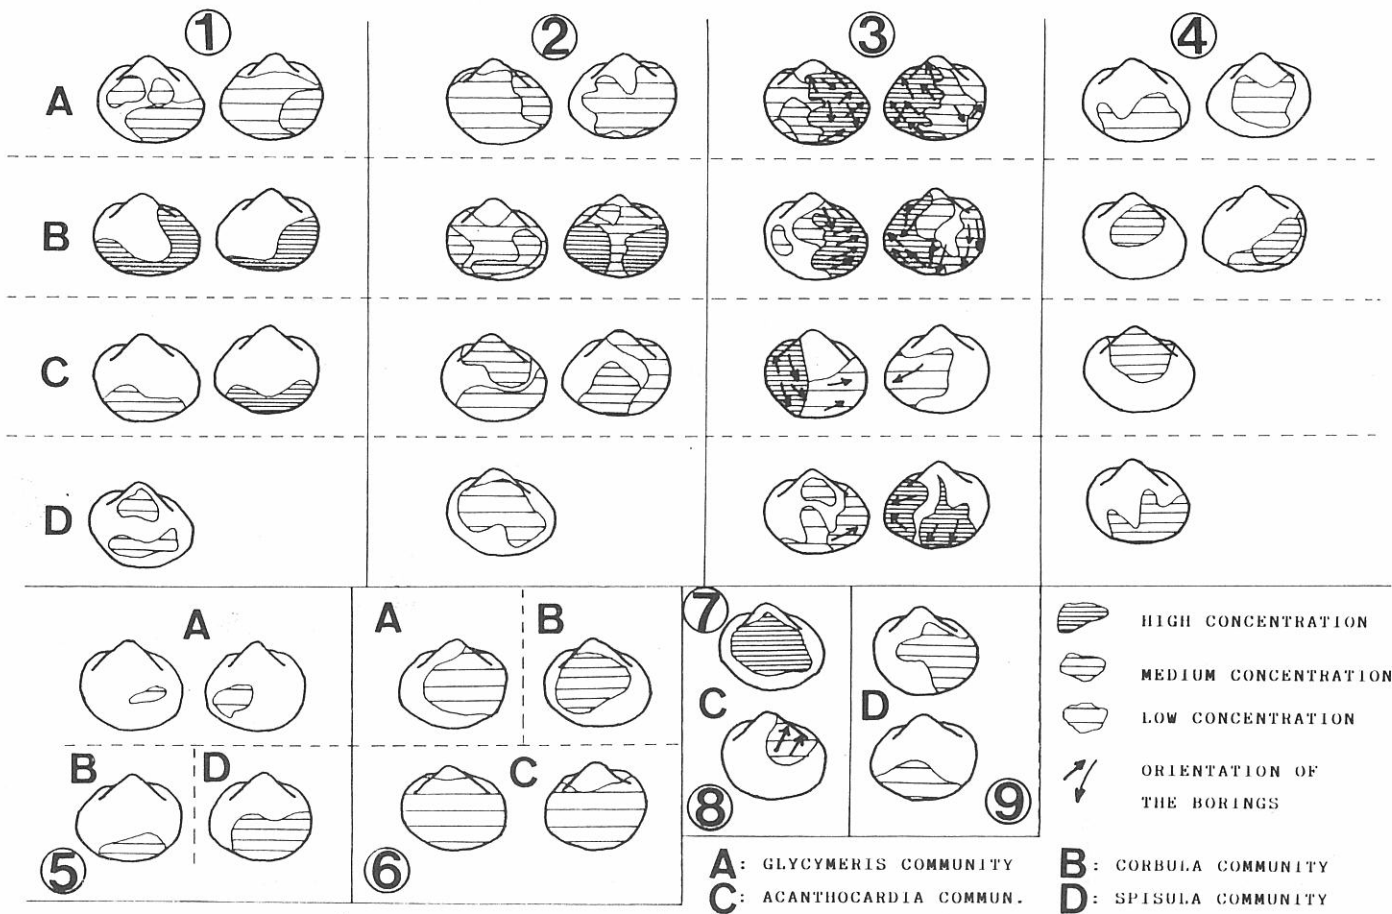 1 2 3 4
A
B
C
D
A
B D
5
A B
C
6
7
C
8
D
9
HIGH CONCENTRATION
MEDIUM CONCENTRATION
LOW CONCENTRATION
ORIENTATION OF
THE BORINGS
A: GLYCYMERIS COMMUNITY B: CORBULA COMMUNITY
C: ACANTHOCARDIA COMMUN. D: SPISULA COMMUNITY